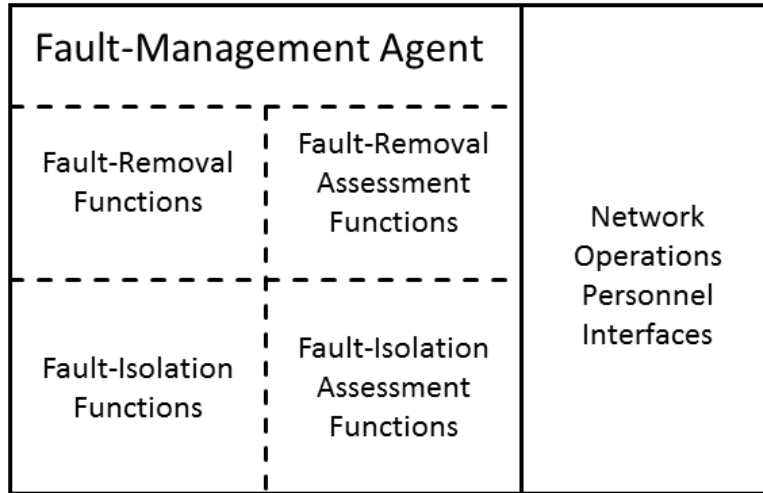 Fault-Management Agent
Fault-Removal
Functions
Fault-Removal
Assessment
Functions
Fault-Isolation
Functions
Fault-Isolation
Assessment
Functions
Network
Operations
Personnel
Interfaces